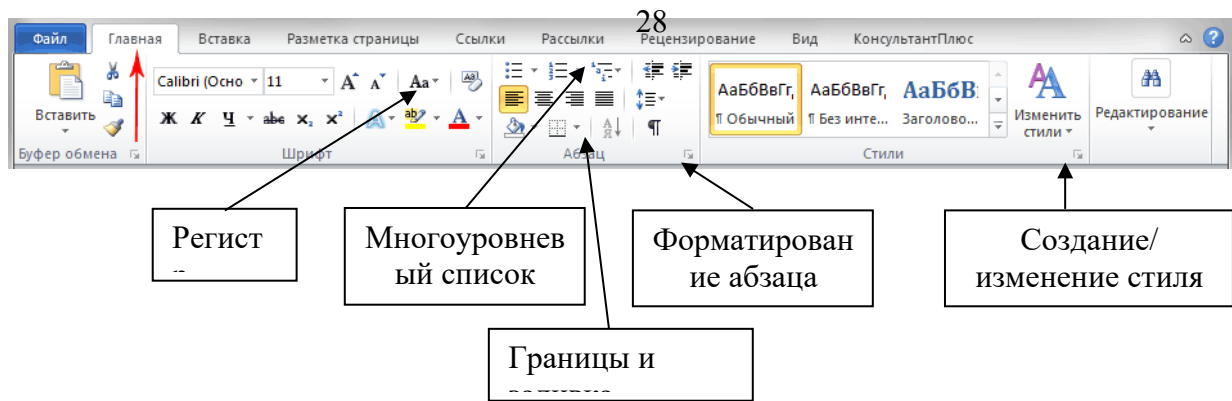 28
Файл Главная Вставка Разметка страницы Ссылки Рассылки Рецензирование Вид КонсультантПлюс
Calibri (Осно 11 Aa
АаБбВвГг, АаБбВвГг, АаБбВ
Вставить Ж К Ч abc x₂ x² ab А
¶ Обычный ¶ Без инте... Заголово... Изменить стили Редактирование
Буфер обмена Шрифт Абзац Стили
Регист
Многоуровнев
ый список
Форматирован
ие абзаца
Создание/
изменение стиля
Границы и